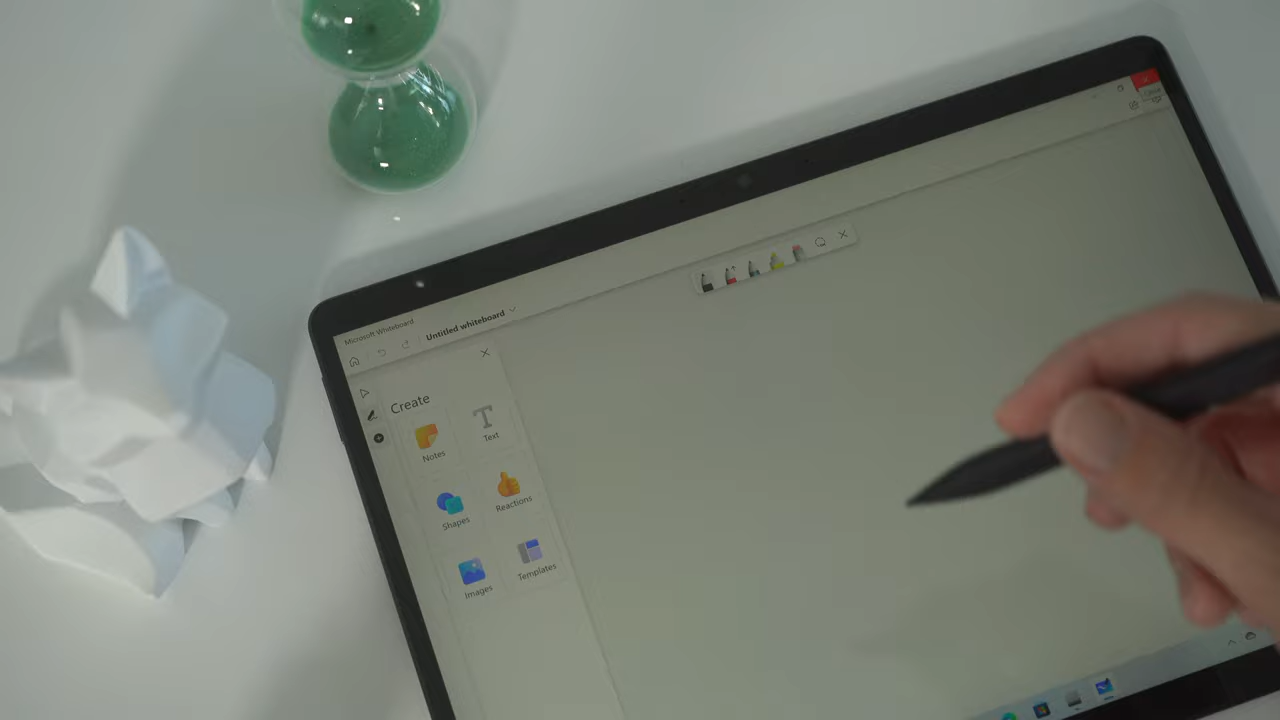 Microsoft Whiteboard
Untitled whiteboard
Create
Notes
Text
Shapes
Reactions
Images
Templates